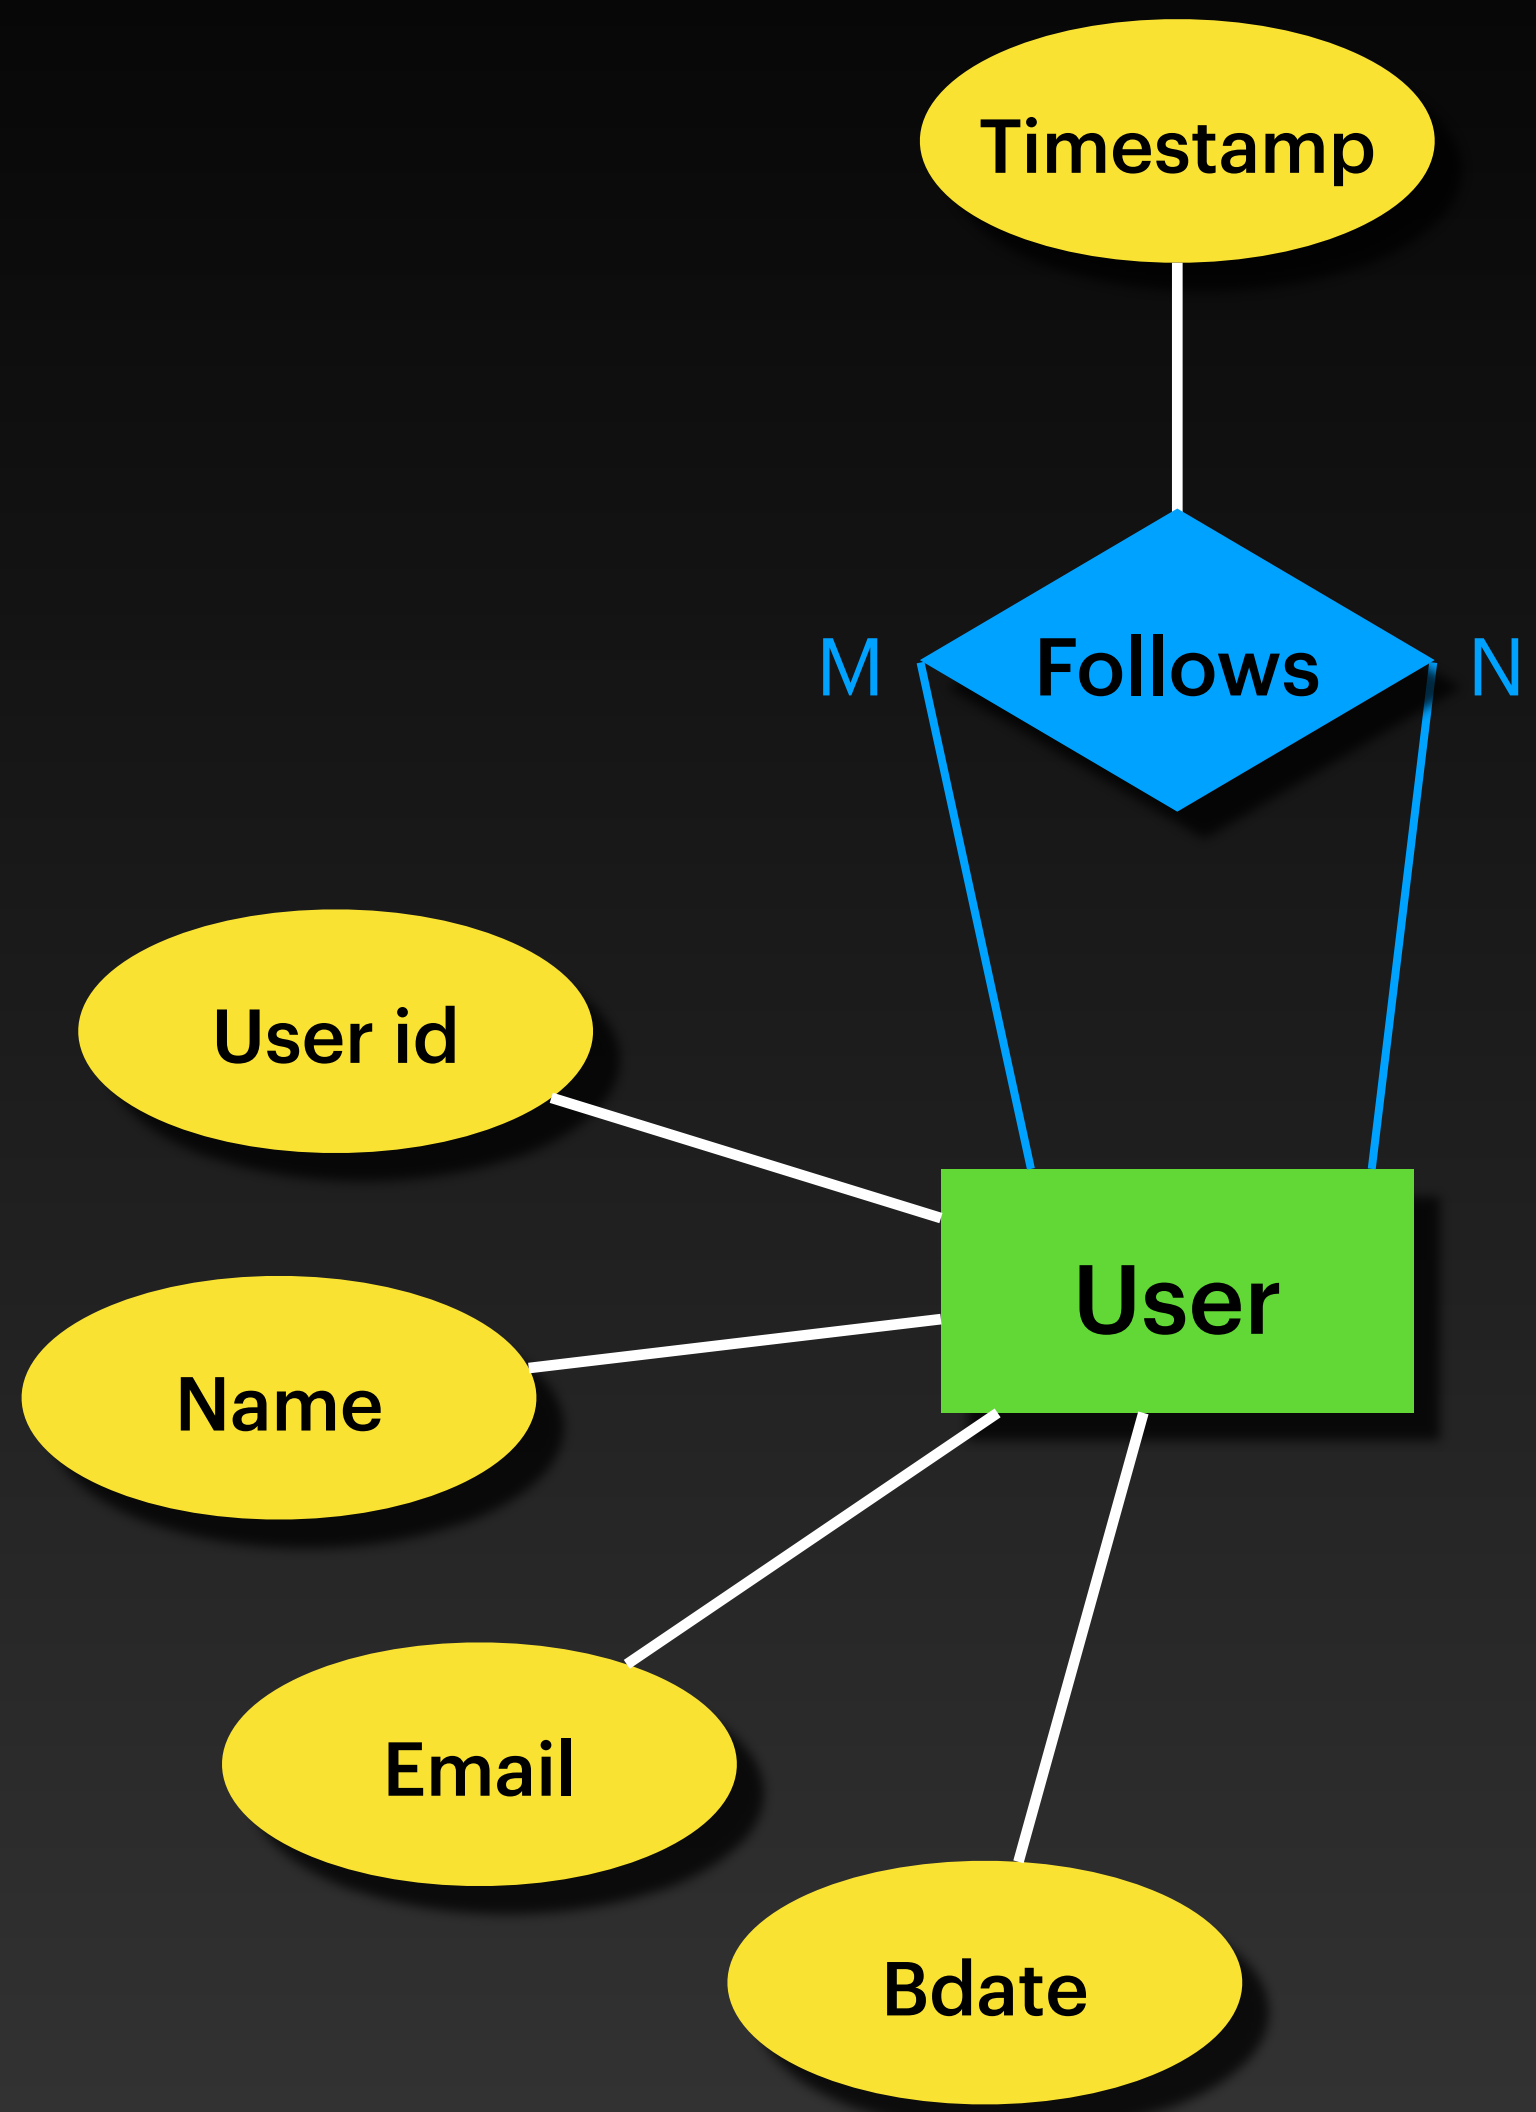 Timestamp
M
Follows
N
User id
User
Name
Email
Bdate